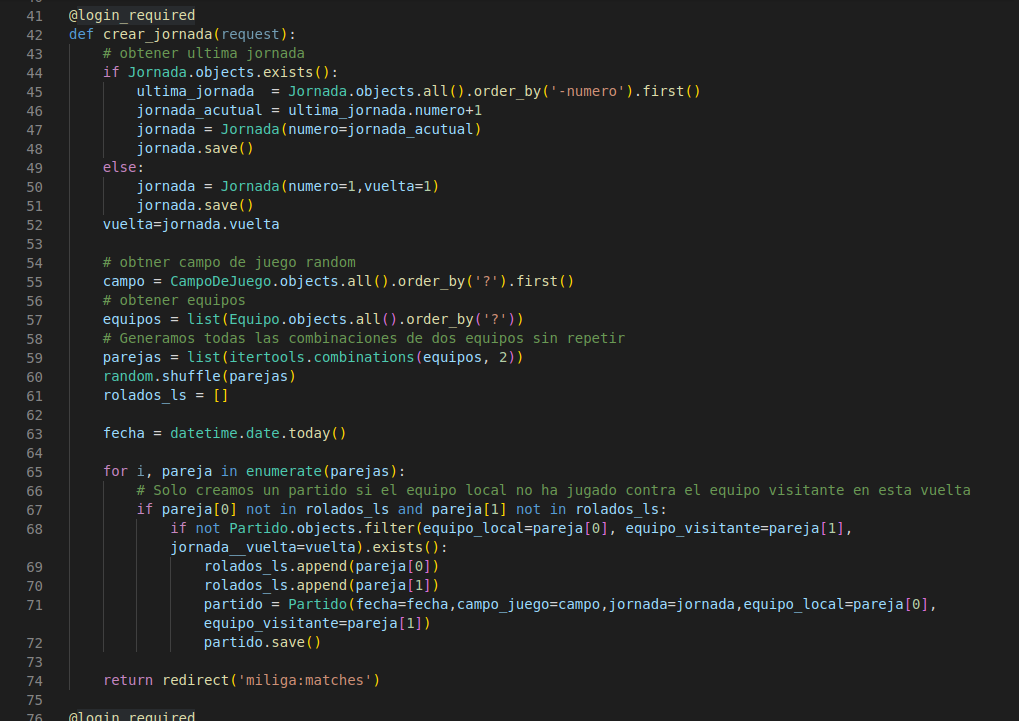 41 @login_required
42 def crear_jornada(request):
43     # obtener ultima jornada
44     if Jornada.objects.exists():
45         ultima_jornada  = Jornada.objects.all().order_by('-numero').first()
46         jornada_acutual = ultima_jornada.numero+1
47         jornada = Jornada(numero=jornada_acutual)
48         jornada.save()
49     else:
50         jornada = Jornada(numero=1,vuelta=1)
51         jornada.save()
52     vuelta=jornada.vuelta
53
54     # obtner campo de juego random
55     campo = CampoDeJuego.objects.all().order_by('?').first()
56     # obtener equipos
57     equipos = list(Equipo.objects.all().order_by('?'))
58     # Generamos todas las combinaciones de dos equipos sin repetir
59     parejas = list(itertools.combinations(equipos, 2))
60     random.shuffle(parejas)
61     rolados_ls = []
62
63     fecha = datetime.date.today()
64
65     for i, pareja in enumerate(parejas):
66         # Solo creamos un partido si el equipo local no ha jugado contra el equipo visitante en esta vuelta
67         if pareja[0] not in rolados_ls and pareja[1] not in rolados_ls:
68             if not Partido.objects.filter(equipo_local=pareja[0], equipo_visitante=pareja[1],
            jornada__vuelta=vuelta).exists():
69                 rolados_ls.append(pareja[0])
70                 rolados_ls.append(pareja[1])
71                 partido = Partido(fecha=fecha,campo_juego=campo,jornada=jornada,equipo_local=pareja[0],
                equipo_visitante=pareja[1])
72                 partido.save()
73
74     return redirect('miliga:matches')
75
76 @login_required